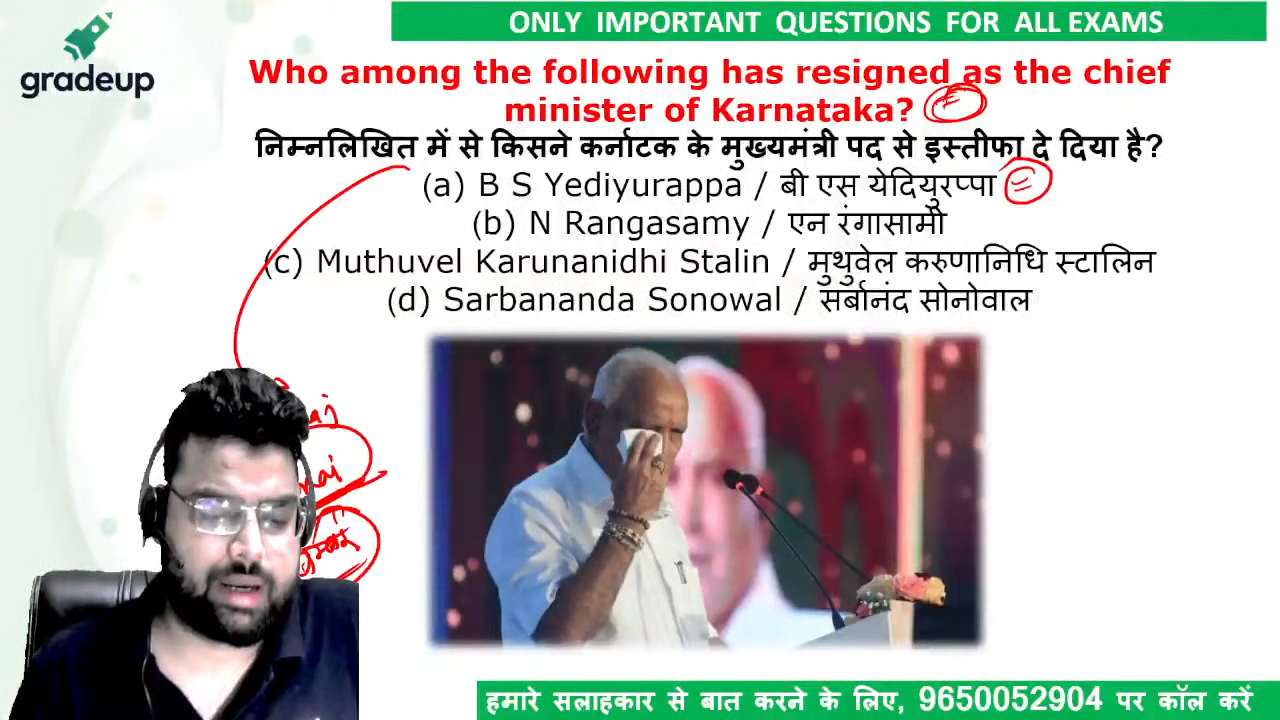 ONLY IMPORTANT QUESTIONS FOR ALL EXAMS
gradeup
Who among the following has resigned as the chief
minister of Karnataka?
निम्नलिखित में से किसने कर्नाटक के मुख्यमंत्री पद से इस्तीफा दे दिया है?
(a) B S Yediyurappa / बी एस येदियुरप्पा
(b) N Rangasamy / एन रंगासामी
(c) Muthuvel Karunanidhi Stalin / मुथुवेल करुणानिधि स्टालिन
(d) Sarbananda Sonowal / सर्बानंद सोनोवाल
हमारे सलाहकार से बात करने के लिए, 9650052904 पर कॉल करें